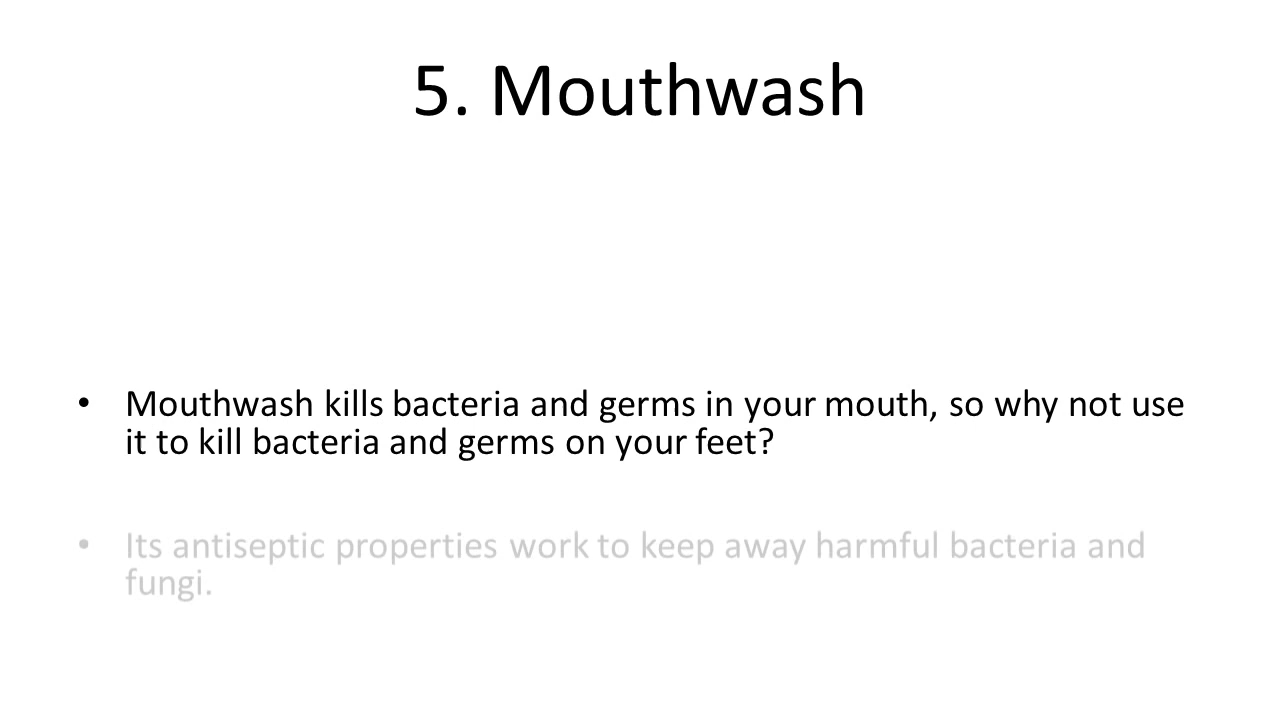 5. Mouthwash
• Mouthwash kills bacteria and germs in your mouth, so why not use
it to kill bacteria and germs on your feet?
• Its antiseptic properties work to keep away harmful bacteria and
fungi.